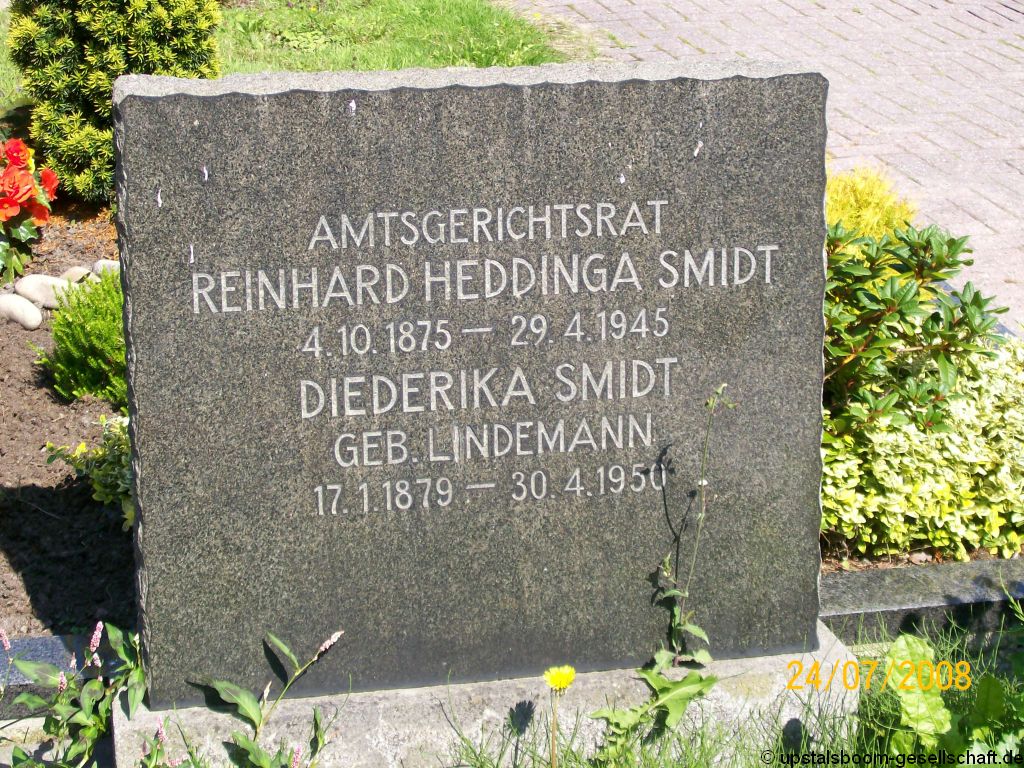 AMTSGERICHTSRAT
REINHARD HEDDINGA SMIDT
4.10.1875 — 29.4.1945
DIEDERIKA SMIDT
GEB. LINDEMANN
17.1.1879 — 30.4.1950
24/07/2008
© upstalsboom-gesellschaft.de